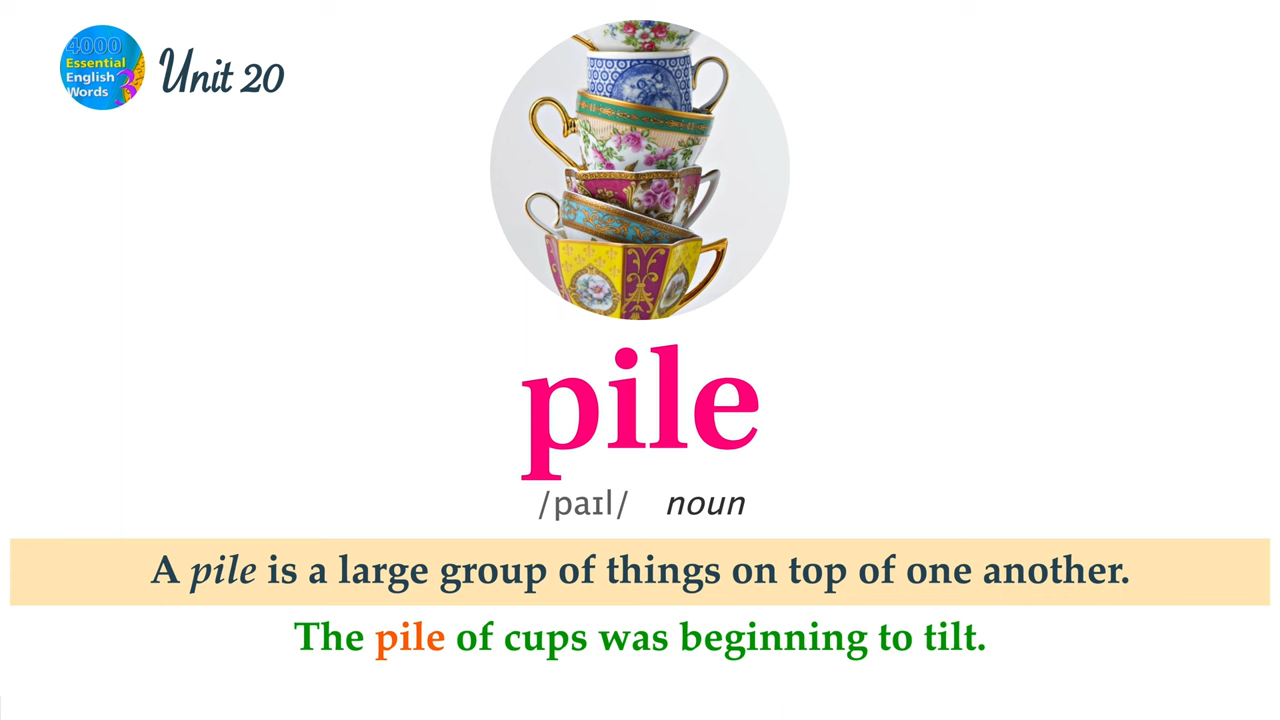 4000
Essential
English
Words 3
Unit 20
pile
/paɪl/ noun
A pile is a large group of things on top of one another.
The pile of cups was beginning to tilt.